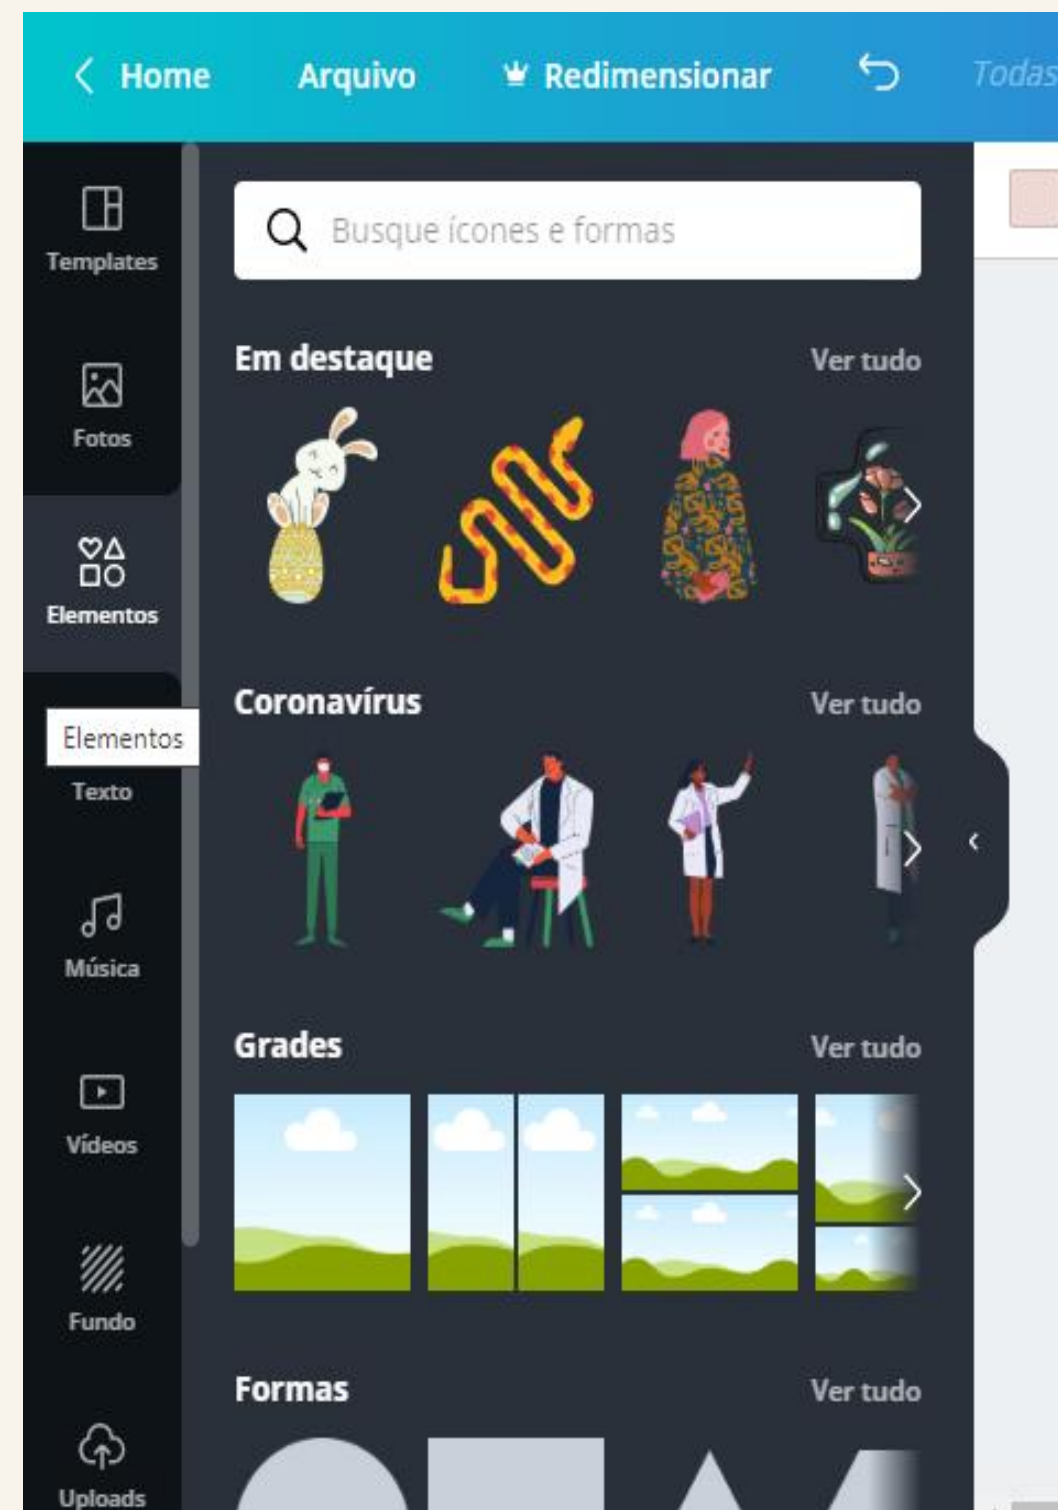 Home Arquivo Redimensionar Todas
Templates
Fotos
Elementos
Elementos
Texto
Música
Vídeos
Fundo
Uploads
Busque ícones e formas
Em destaque Ver tudo
Coronavírus Ver tudo
Grades Ver tudo
Formas Ver tudo